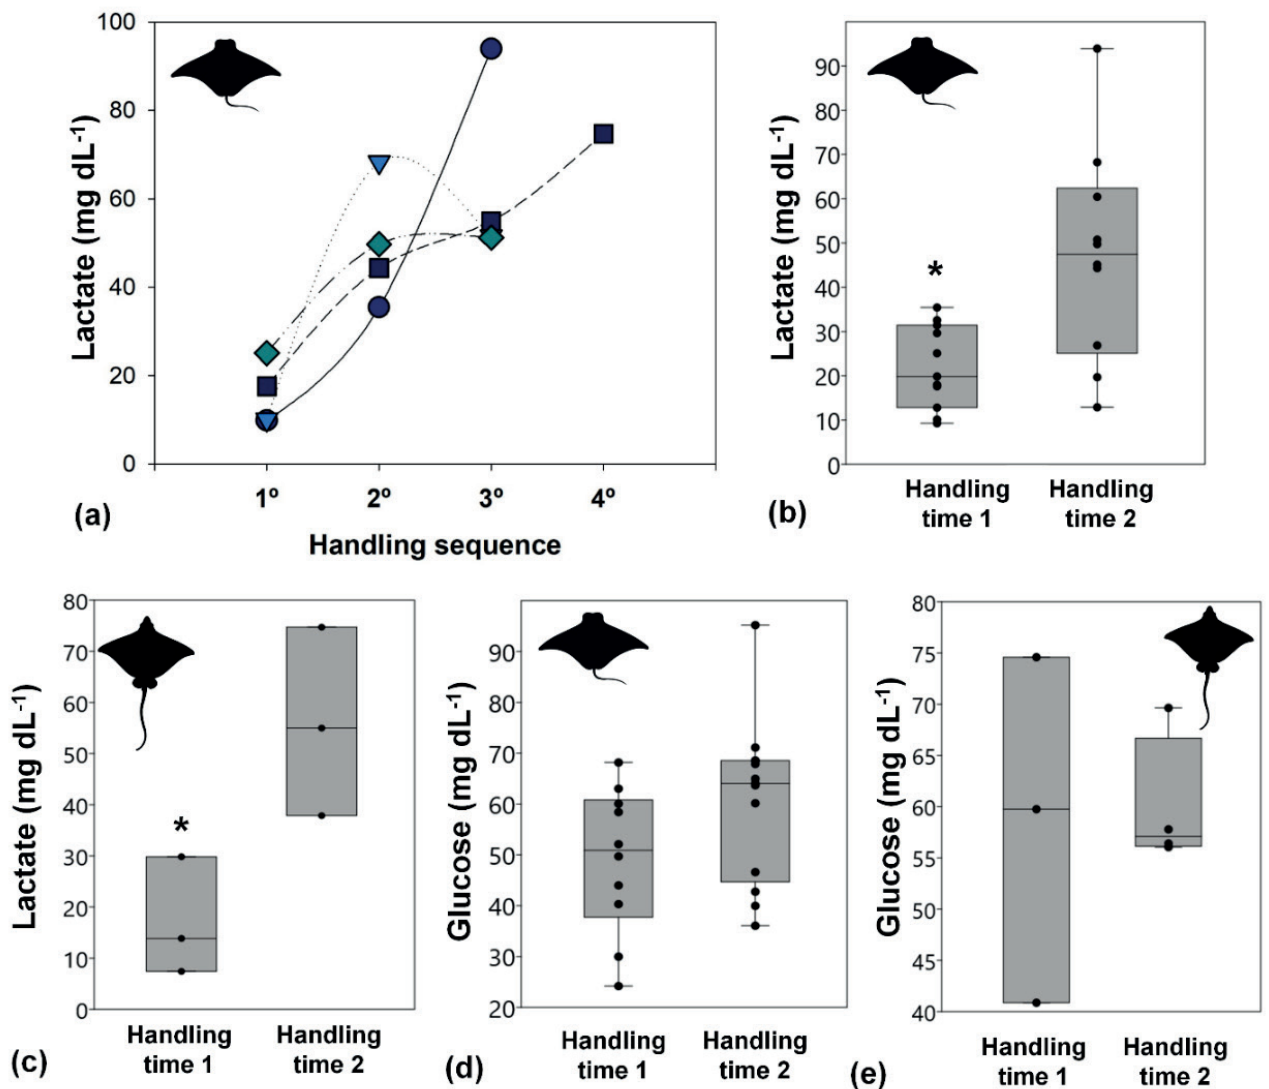 100
80
60
40
20
0
Lactate (mg dL-1)
1º 2º 3º 4º
Handling sequence
(a)
90
80
70
60
50
40
30
20
10
0
Lactate (mg dL-1)
*
Handling time 1
Handling time 2
(b)
80
70
60
50
40
30
20
10
0
Lactate (mg dL-1)
*
Handling time 1
Handling time 2
(c)
90
80
70
60
50
40
30
20
Glucose (mg dL-1)
Handling time 1
Handling time 2
(d)
80
75
70
65
60
55
50
45
40
Glucose (mg dL-1)
Handling time 1
Handling time 2
(e)